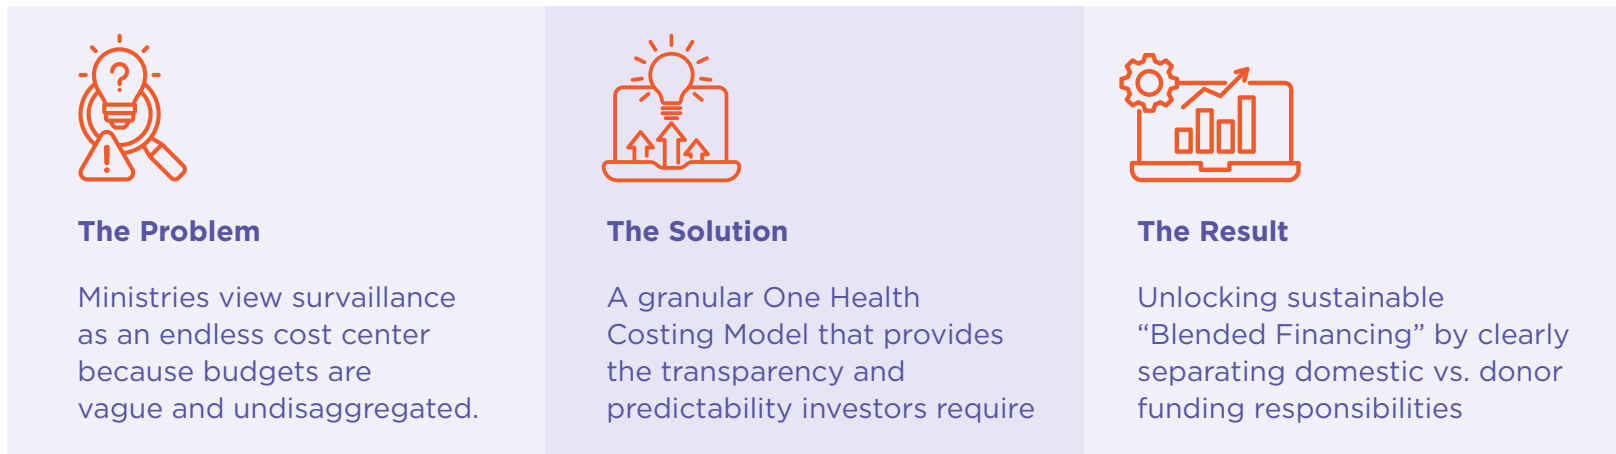 The Problem
Ministries view survaillance
as an endless cost center
because budgets are
vague and undisaggregated.
The Solution
A granular One Health
Costing Model that provides
the transparency and
predictability investors require
The Result
Unlocking sustainable
“Blended Financing” by clearly
separating domestic vs. donor
funding responsibilities